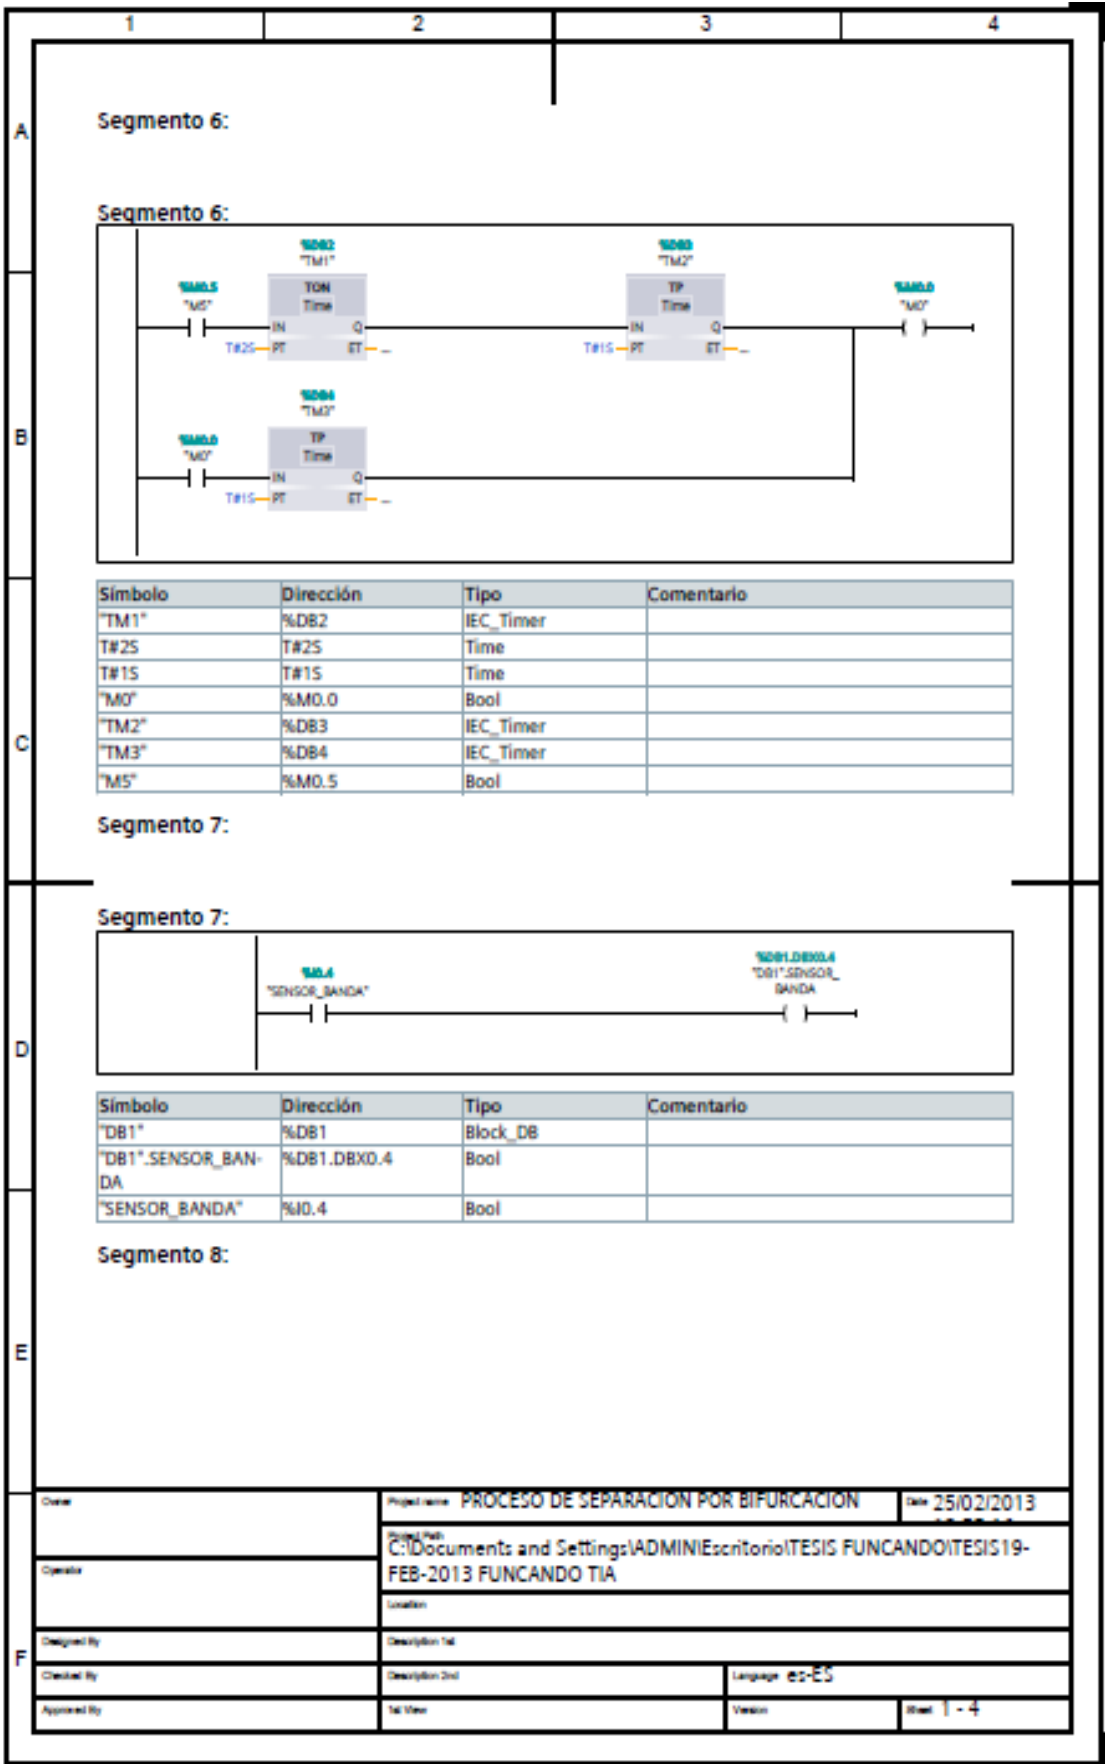 1 2 3 4
A
Segmento 6:
Segmento 6:
%DB2 %DB3
"TM1" "TM2"
%M0.5 TON TP %M0.0
"M5" Time Time "M0"
IN Q IN Q
T#2S PT ET ... T#1S PT ET ...
%DB4
"TM3"
B
%M0.0 TP
"M0" Time
IN Q
T#1S PT ET ...
Símbolo Dirección Tipo Comentario
"TM1" %DB2 IEC_Timer
T#2S T#2S Time
T#1S T#1S Time
"M0" %M0.0 Bool
"TM2" %DB3 IEC_Timer
C
"TM3" %DB4 IEC_Timer
"M5" %M0.5 Bool
Segmento 7:
Segmento 7:
%I0.4 %DB1.DBX0.4
"SENSOR_BANDA" "DB1".SENSOR_
BANDA
D
Símbolo Dirección Tipo Comentario
"DB1" %DB1 Block_DB
"DB1".SENSOR_BAN- %DB1.DBX0.4 Bool
DA
"SENSOR_BANDA" %I0.4 Bool
Segmento 8:
E
Owner Project name PROCESO DE SEPARACION POR BIFURCACION Date 25/02/2013
Project Path
C:\Documents and Settings\ADMIN\Escritorio\TESIS FUNCANDO\TESIS19-
Operator FEB-2013 FUNCANDO TIA
Location
F
Designed By Description 1st
Checked By Description 2nd Language es-ES
Approved By 1st View Version Sheet 1 - 4